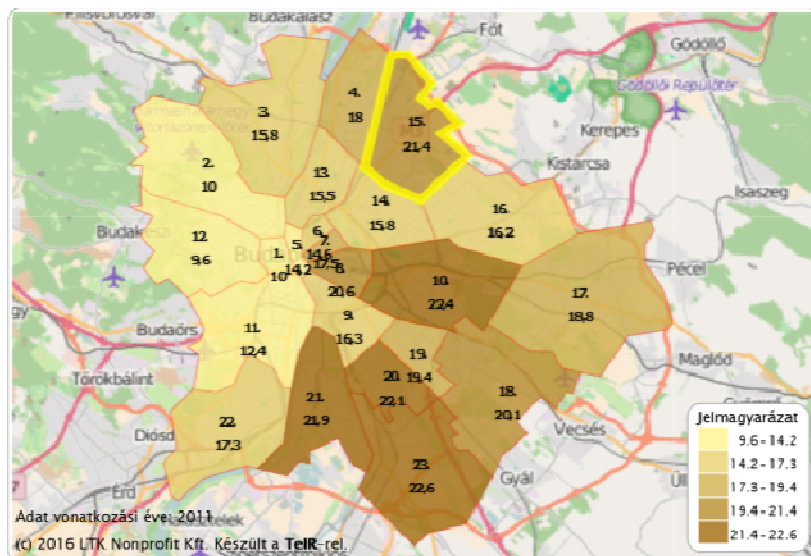 Budakalász
Fót
Gödöllő
Gödöllői Repülőtér
Kerepes
Kistarcsa
Isaszeg
Pécel
Maglód
Vecsés
Gyál
Budaörs
Törökbálint
Diósd
Érd
3.
15,8
4.
18
15.
21,4
2.
10
13.
15,5
14.
15,8
16.
16,2
12.
9,6
1.
10
5.
14,2
6.
14,6
7.
17,5
8.
20,6
10.
22,4
17.
18,8
9.
16,3
11.
12,4
19.
19,4
20.
22,1
18.
20,1
21.
21,9
22.
17,3
23.
22,6
Jelmagyarázat
9.6 - 14.2
14.2 - 17.3
17.3 - 19.4
19.4 - 21.4
21.4 - 22.6
Adat vonatkozási éve: 2011
(c) 2016 LTK Nonprofit Kft. Készült a TeIR-rel.